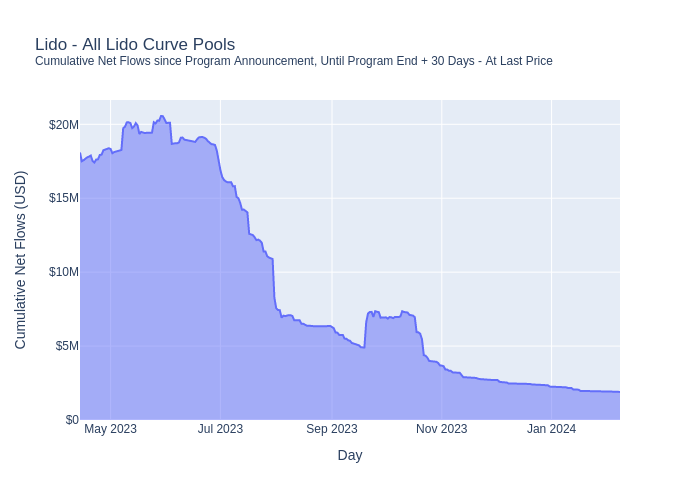 Lido - All Lido Curve Pools
Cumulative Net Flows since Program Announcement, Until Program End + 30 Days - At Last Price
Cumulative Net Flows (USD)
$20M
$15M
$10M
$5M
$0
May 2023
Jul 2023
Sep 2023
Nov 2023
Jan 2024
Day